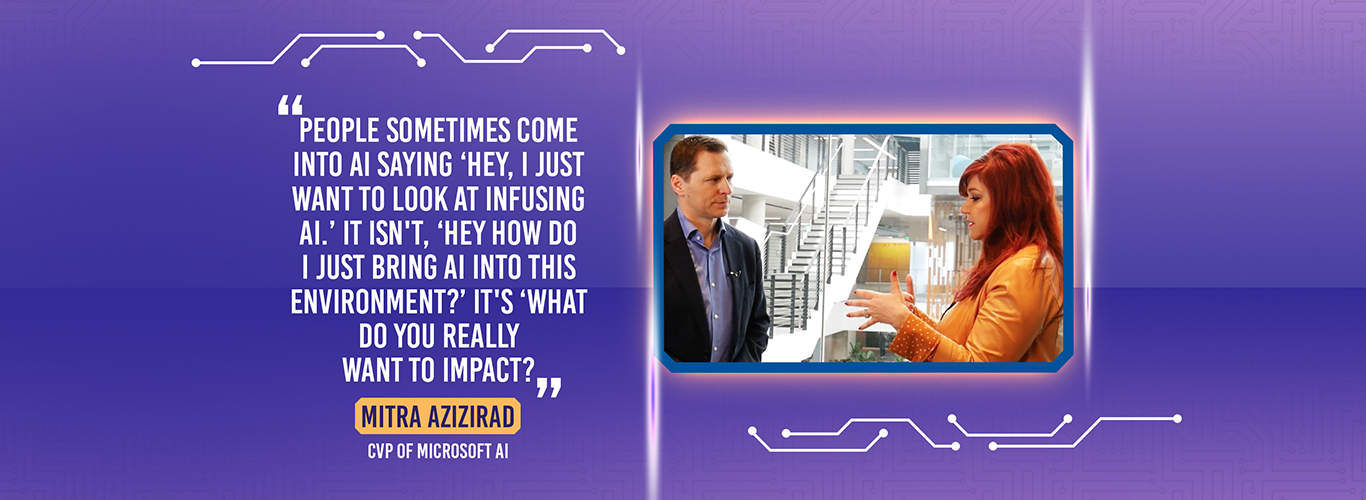 “PEOPLE SOMETIMES COME
INTO AI SAYING ‘HEY, I JUST
WANT TO LOOK AT INFUSING
AI.’ IT ISN'T, ‘HEY HOW DO
I JUST BRING AI INTO THIS
ENVIRONMENT?’ IT'S ‘WHAT
DO YOU REALLY
WANT TO IMPACT?”
MITRA AZIZIRAD
CVP OF MICROSOFT AI